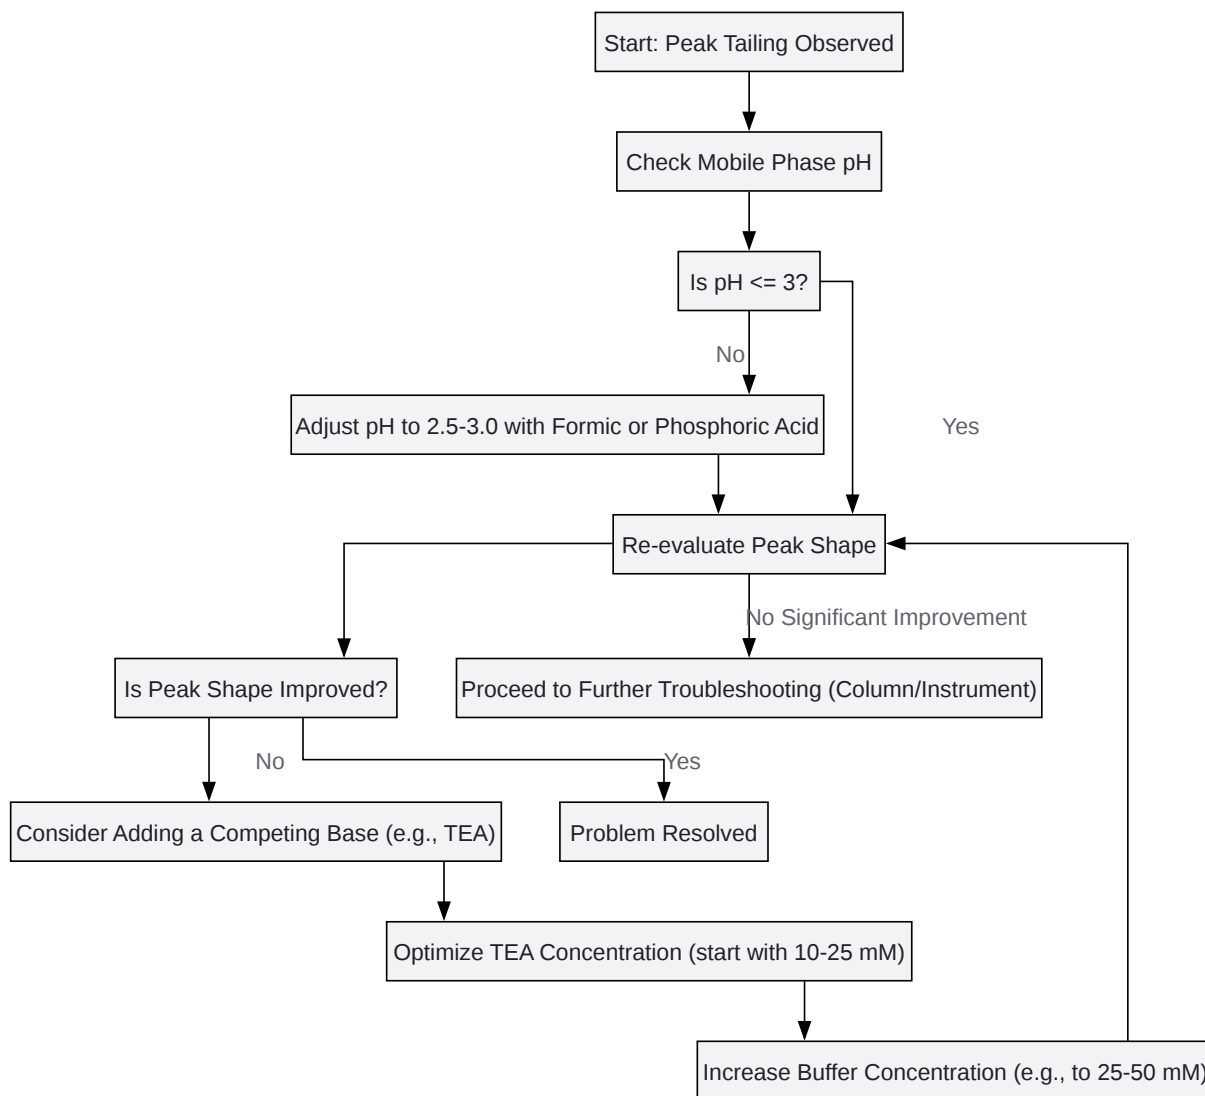 Start: Peak Tailing Observed
Check Mobile Phase pH
Is pH <= 3?
No
Adjust pH to 2.5-3.0 with Formic or Phosphoric Acid
Yes
Re-evaluate Peak Shape
No Significant Improvement
Is Peak Shape Improved?
Proceed to Further Troubleshooting (Column/Instrument)
No
Yes
Consider Adding a Competing Base (e.g., TEA)
Problem Resolved
Optimize TEA Concentration (start with 10-25 mM)
Increase Buffer Concentration (e.g., to 25-50 mM)